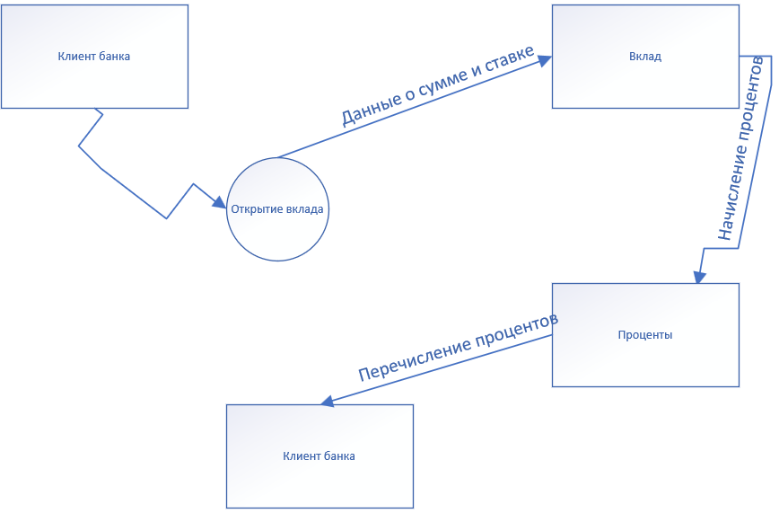 Клиент банка
Вклад
Данные о сумме и ставке
Начисление процентов
Открытие вклада
Проценты
Перечисление процентов
Клиент банка